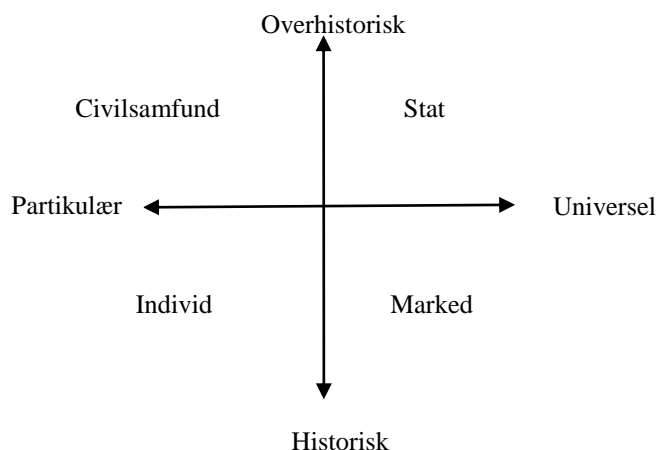 Overhistorisk
Civilsamfund Stat
Partikulær Universel
Individ Marked
Historisk